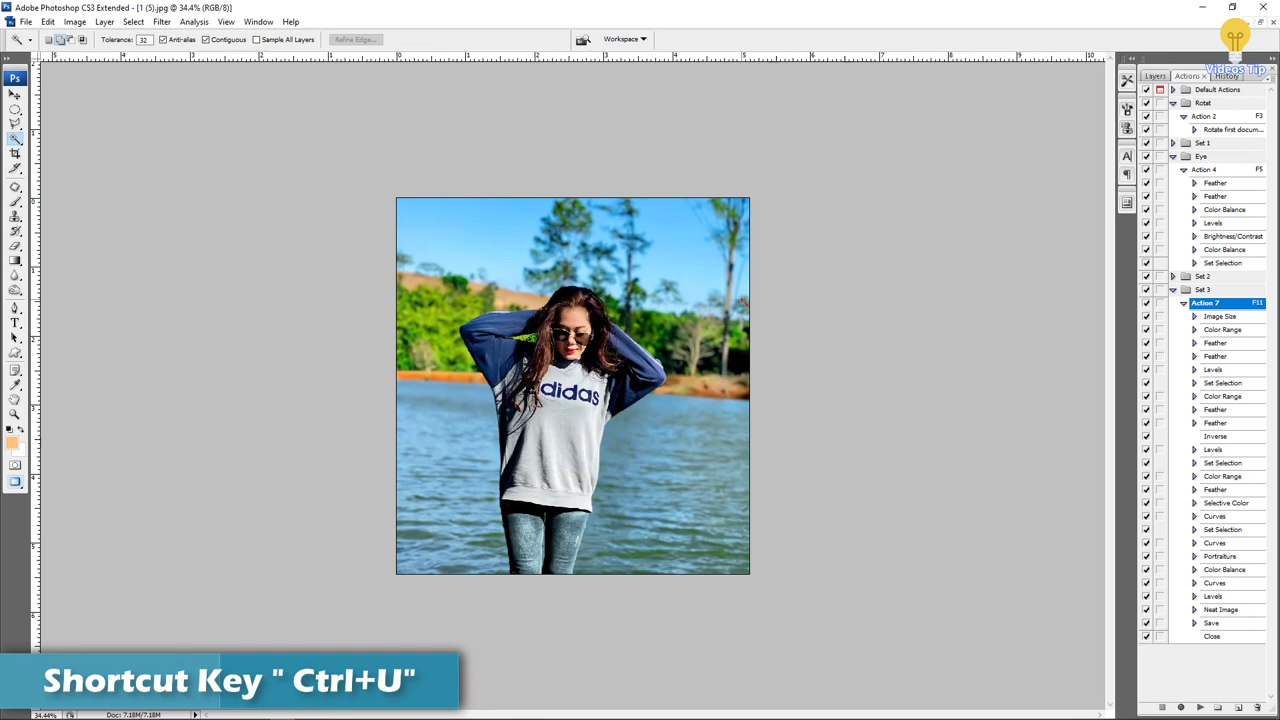 Adobe Photoshop CS3 Extended - [1 (5).jpg @ 34.4% (RGB/8)]
File Edit Image Layer Select Filter Analysis View Window Help
Tolerance: 32 Anti-alias Contiguous Sample All Layers Refine Edge... Workspace
Videos Tip
Ps
Layers Actions × History
Default Actions
Rotat
Action 2 F3
Rotate first docum...
Set 1
Eye
Action 4 F5
Feather
Feather
Color Balance
Levels
Brightness/Contrast
Color Balance
Set Selection
Set 2
Set 3
Action 7 F11
Image Size
Color Range
Feather
Feather
Levels
Set Selection
Color Range
Feather
Feather
Inverse
Levels
Set Selection
Color Range
Feather
Selective Color
Curves
Set Selection
Curves
Portraiture
Color Balance
Curves
Levels
Neat Image
Save
Close
adidas
Shortcut Key " Ctrl+U"
34.44% Doc: 7.18M/7.18M